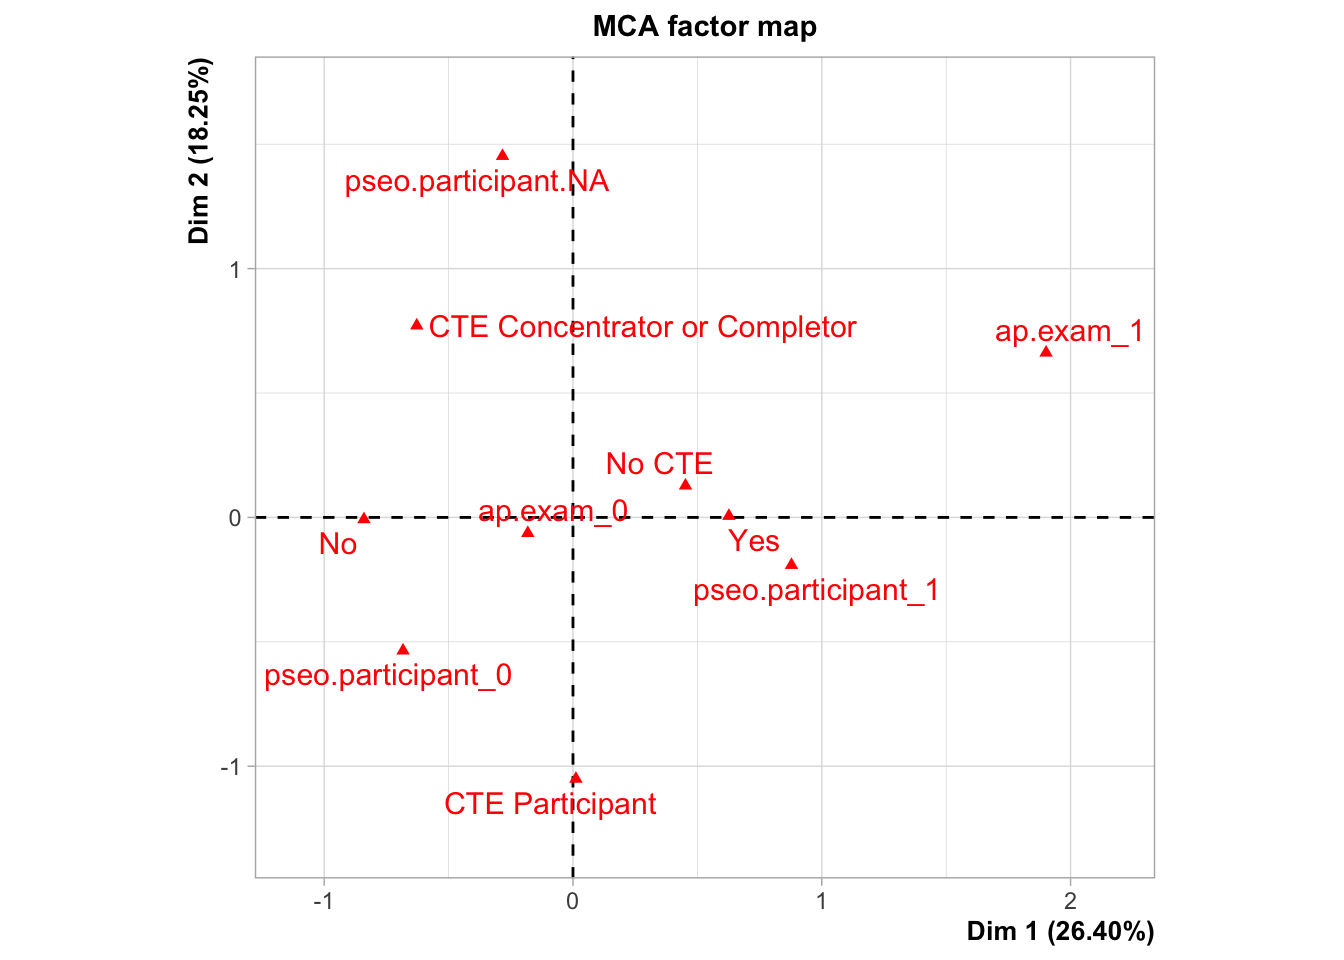 MCA factor map
Dim 2 (18.25%)
pseo.participant.NA
1
CTE Concentrator or Completor
ap.exam_1
No CTE
ap.exam_0
0
Yes
No
pseo.participant_1
pseo.participant_0
-1
CTE Participant
-1 0 1 2
Dim 1 (26.40%)